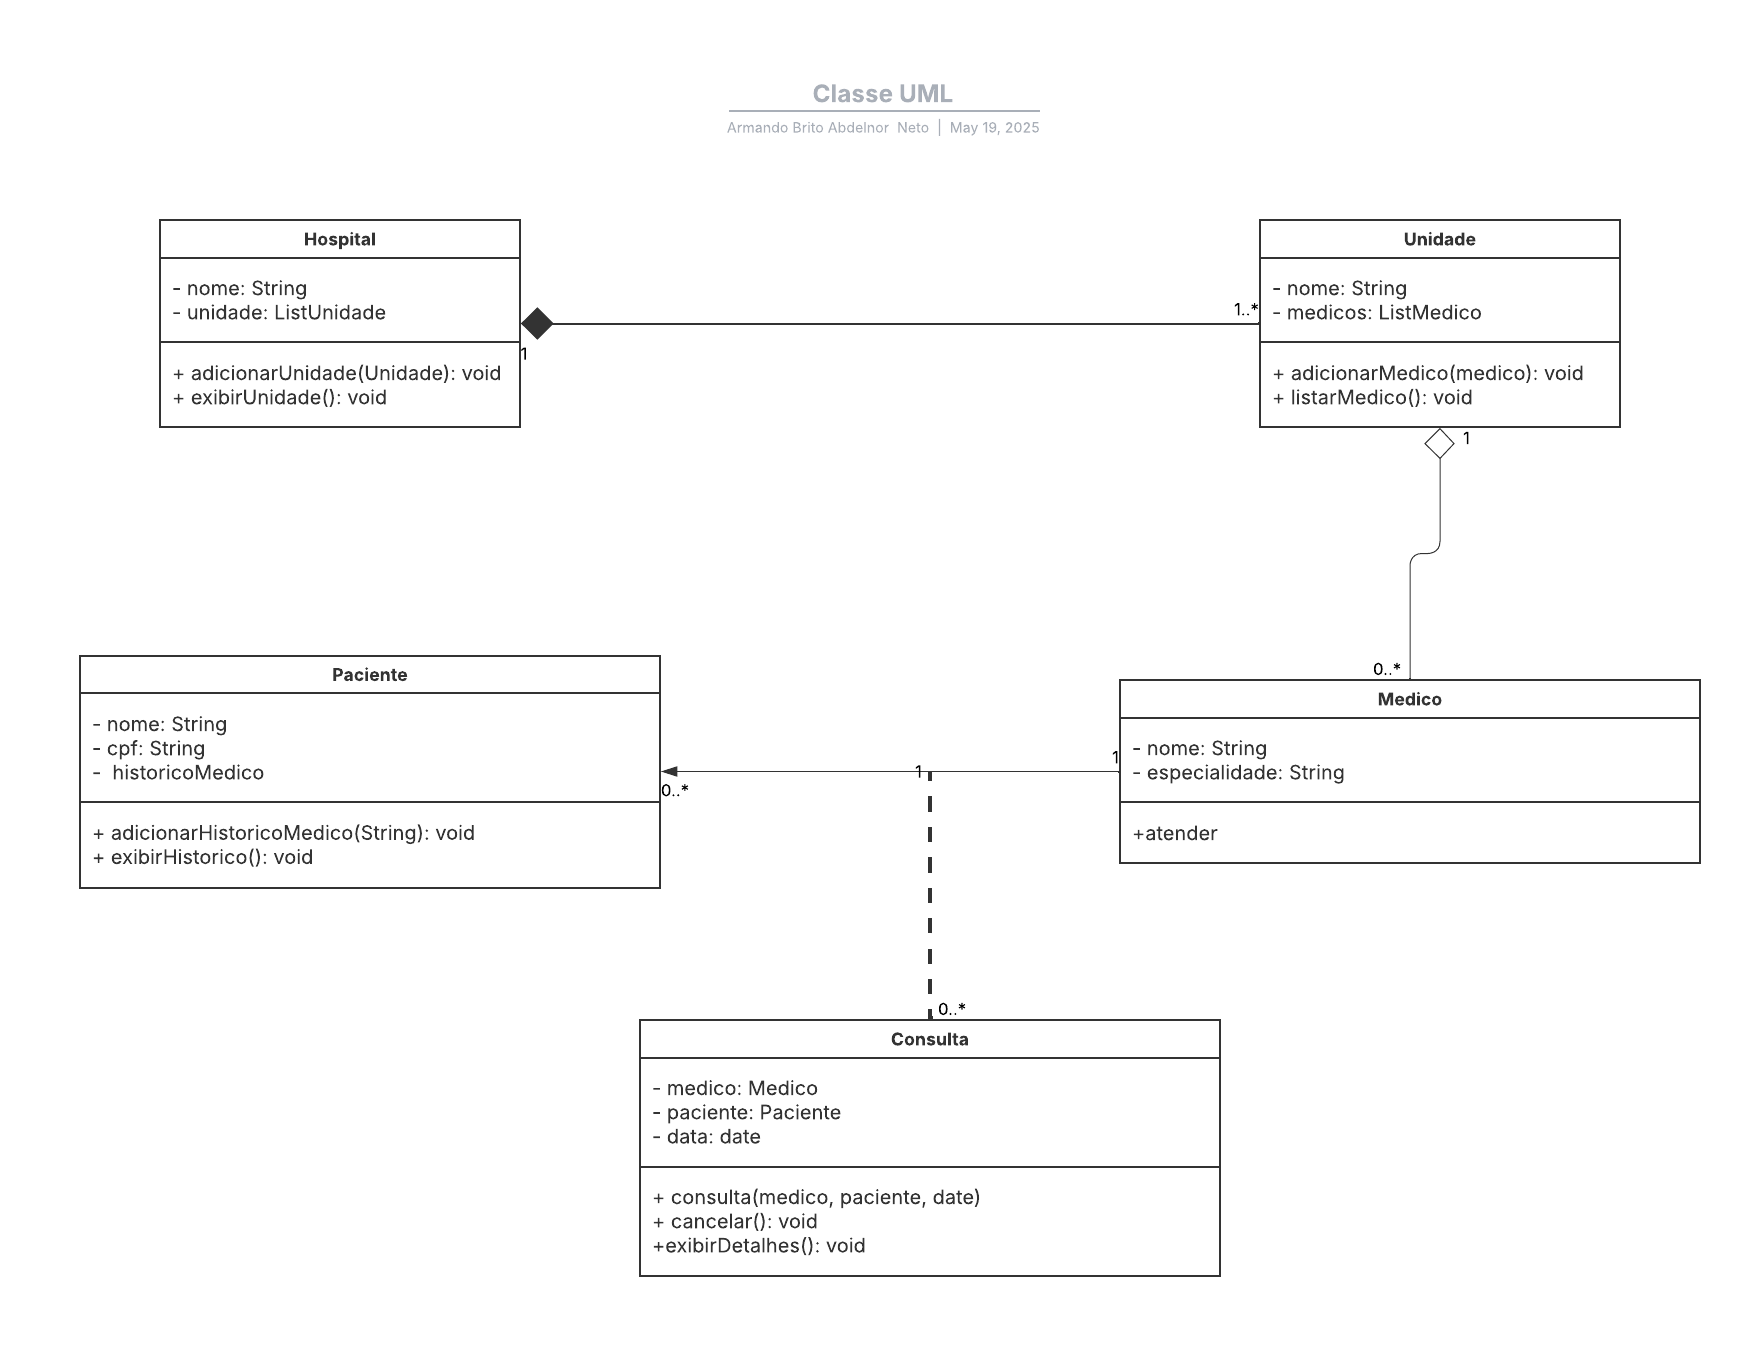 Classe UML
Armando Brito Abdelnor  Neto | May 19, 2025
Hospital
- nome: String
- unidade: ListUnidade
+ adicionarUnidade(Unidade): void
+ exibirUnidade(): void
1
1..*
Unidade
- nome: String
- medicos: ListMedico
+ adicionarMedico(medico): void
+ listarMedico(): void
1
0..*
Paciente
- nome: String
- cpf: String
-  historicoMedico
+ adicionarHistoricoMedico(String): void
+ exibirHistorico(): void
0..*
1
1
Medico
- nome: String
- especialidade: String
+atender
0..*
Consulta
- medico: Medico
- paciente: Paciente
- data: date
+ consulta(medico, paciente, date)
+ cancelar(): void
+exibirDetalhes(): void